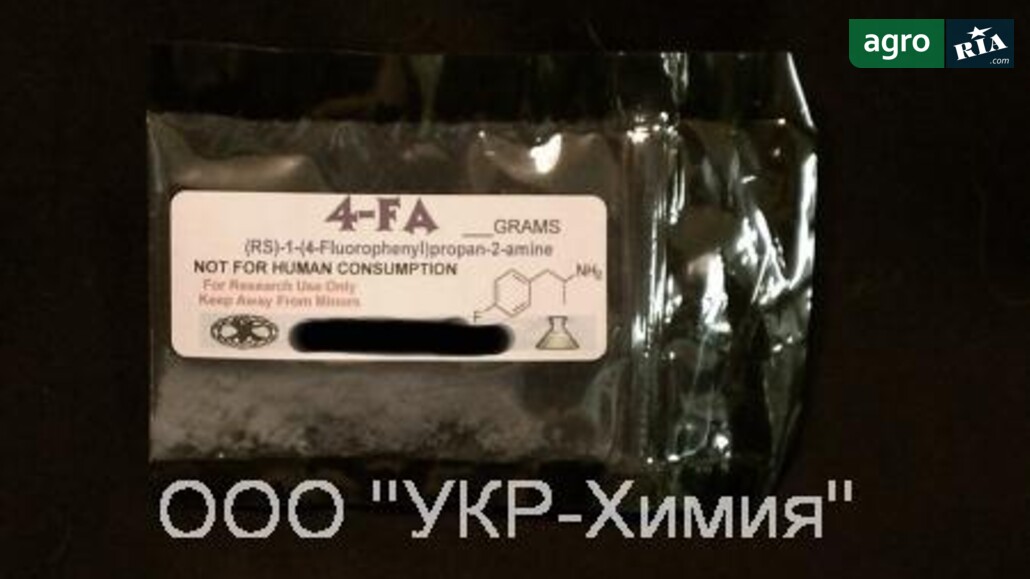 agro RIA.com
4-FA ___GRAMS
(RS)-1-(4-Fluorophenyl)propan-2-amine
NOT FOR HUMAN CONSUMPTION
For Research Use Only
Keep Away From Minors
NH2
F
ООО "УКР-Химия"